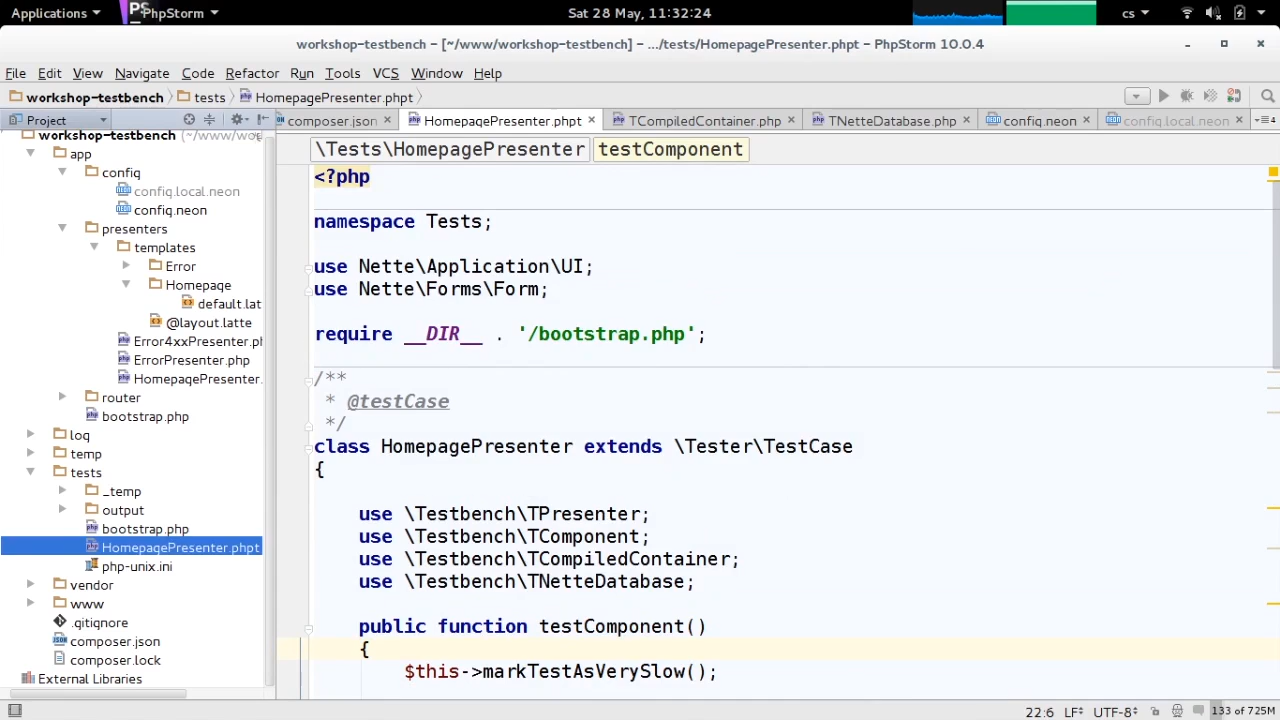 Applications PhpStorm Sat 28 May, 11:32:24 cs
workshop-testbench – [~/www/workshop-testbench] – .../tests/HomepagePresenter.phpt – PhpStorm 10.0.4
File Edit View Navigate Code Refactor Run Tools VCS Window Help
workshop-testbench tests HomepagePresenter.phpt
Project composer.json HomepagePresenter.phpt TCompiledContainer.php TNetteDatabase.php config.neon config.local.neon
workshop-testbench
app
config
config.local.neon
config.neon
presenters
templates
Error
Homepage
default.lat
@layout.latte
Error4xxPresenter.ph
ErrorPresenter.php
HomepagePresenter.
router
bootstrap.php
log
temp
tests
_temp
output
bootstrap.php
HomepagePresenter.phpt
php-unix.ini
vendor
www
.gitignore
composer.json
composer.lock
External Libraries
\Tests\HomepagePresenter testComponent
<?php
namespace Tests;
use Nette\Application\UI;
use Nette\Forms\Form;
require __DIR__ . '/bootstrap.php';
/**
* @testCase
*/
class HomepagePresenter extends \Tester\TestCase
{
use \Testbench\TPresenter;
use \Testbench\TComponent;
use \Testbench\TCompiledContainer;
use \Testbench\TNetteDatabase;
public function testComponent()
{
$this->markTestAsVerySlow();
22:6 LF UTF-8 133 of 725M